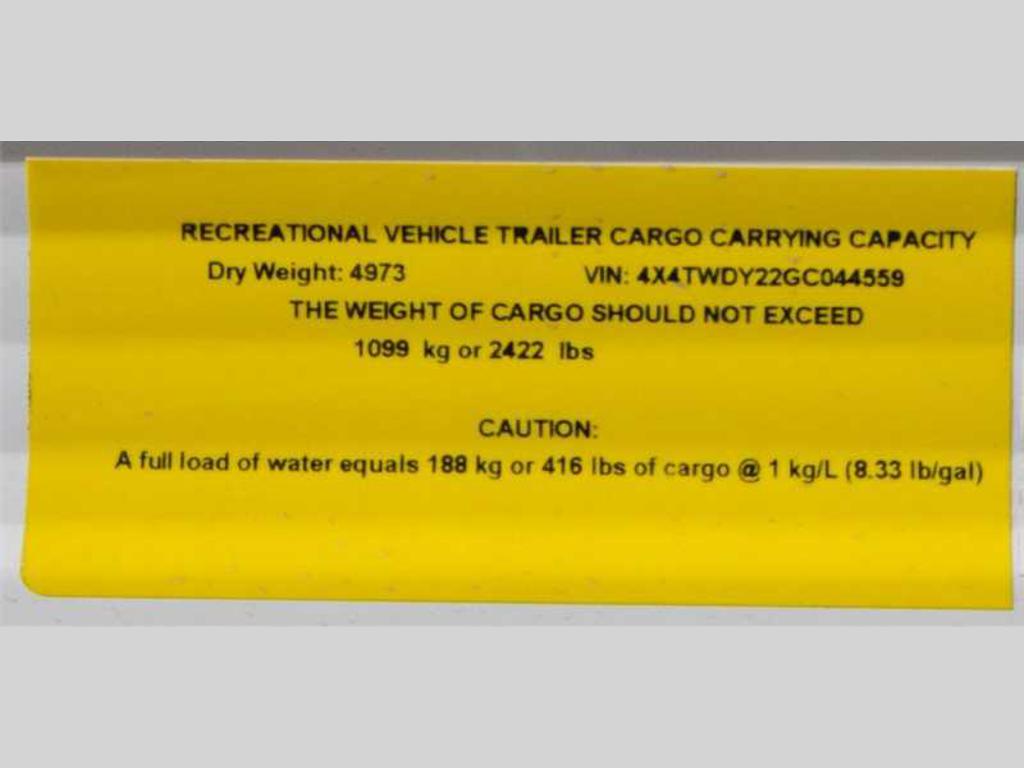 RECREATIONAL VEHICLE TRAILER CARGO CARRYING CAPACITY
Dry Weight: 4973 VIN: 4X4TWDY22GC044559
THE WEIGHT OF CARGO SHOULD NOT EXCEED
1099 kg or 2422 lbs
CAUTION:
A full load of water equals 188 kg or 416 lbs of cargo @ 1 kg/L (8.33 lb/gal)